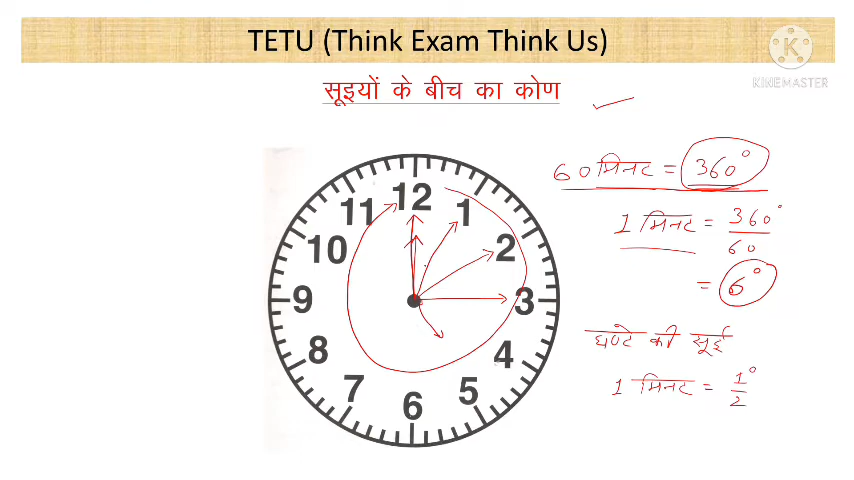 TETU (Think Exam Think Us)
K
KINEMASTER
सूइयों के बीच का कोण
60 मिनट = 360°
1 मिनट = 360°/60
= 6°
घण्टे की सूई
1 मिनट = 1°/2
12
11 1
10 2
9 3
8 4
7 5
6